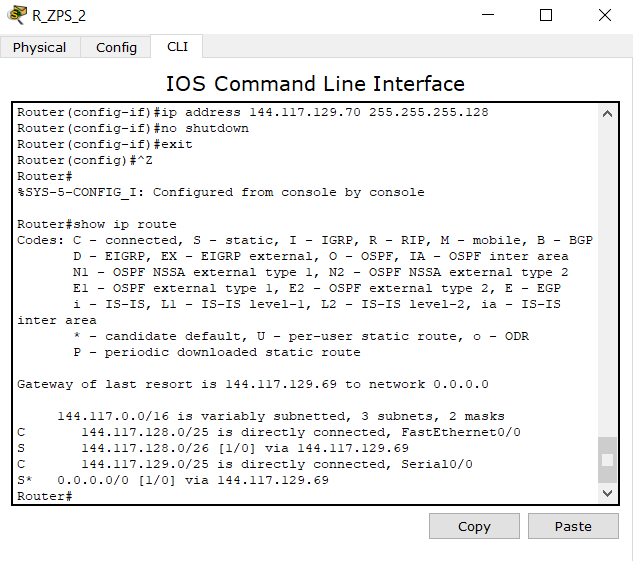 R_ZPS_2
Physical Config CLI
IOS Command Line Interface
Router(config-if)#ip address 144.117.129.70 255.255.255.128
Router(config-if)#no shutdown
Router(config-if)#exit
Router(config)#^Z
Router#
%SYS-5-CONFIG_I: Configured from console by console

Router#show ip route
Codes: C - connected, S - static, I - IGRP, R - RIP, M - mobile, B - BGP
       D - EIGRP, EX - EIGRP external, O - OSPF, IA - OSPF inter area
       N1 - OSPF NSSA external type 1, N2 - OSPF NSSA external type 2
       E1 - OSPF external type 1, E2 - OSPF external type 2, E - EGP
       i - IS-IS, L1 - IS-IS level-1, L2 - IS-IS level-2, ia - IS-IS
inter area
       * - candidate default, U - per-user static route, o - ODR
       P - periodic downloaded static route

Gateway of last resort is 144.117.129.69 to network 0.0.0.0

     144.117.0.0/16 is variably subnetted, 3 subnets, 2 masks
C       144.117.128.0/25 is directly connected, FastEthernet0/0
S       144.117.128.0/26 [1/0] via 144.117.129.69
C       144.117.129.0/25 is directly connected, Serial0/0
S*   0.0.0.0/0 [1/0] via 144.117.129.69
Router#
Copy Paste